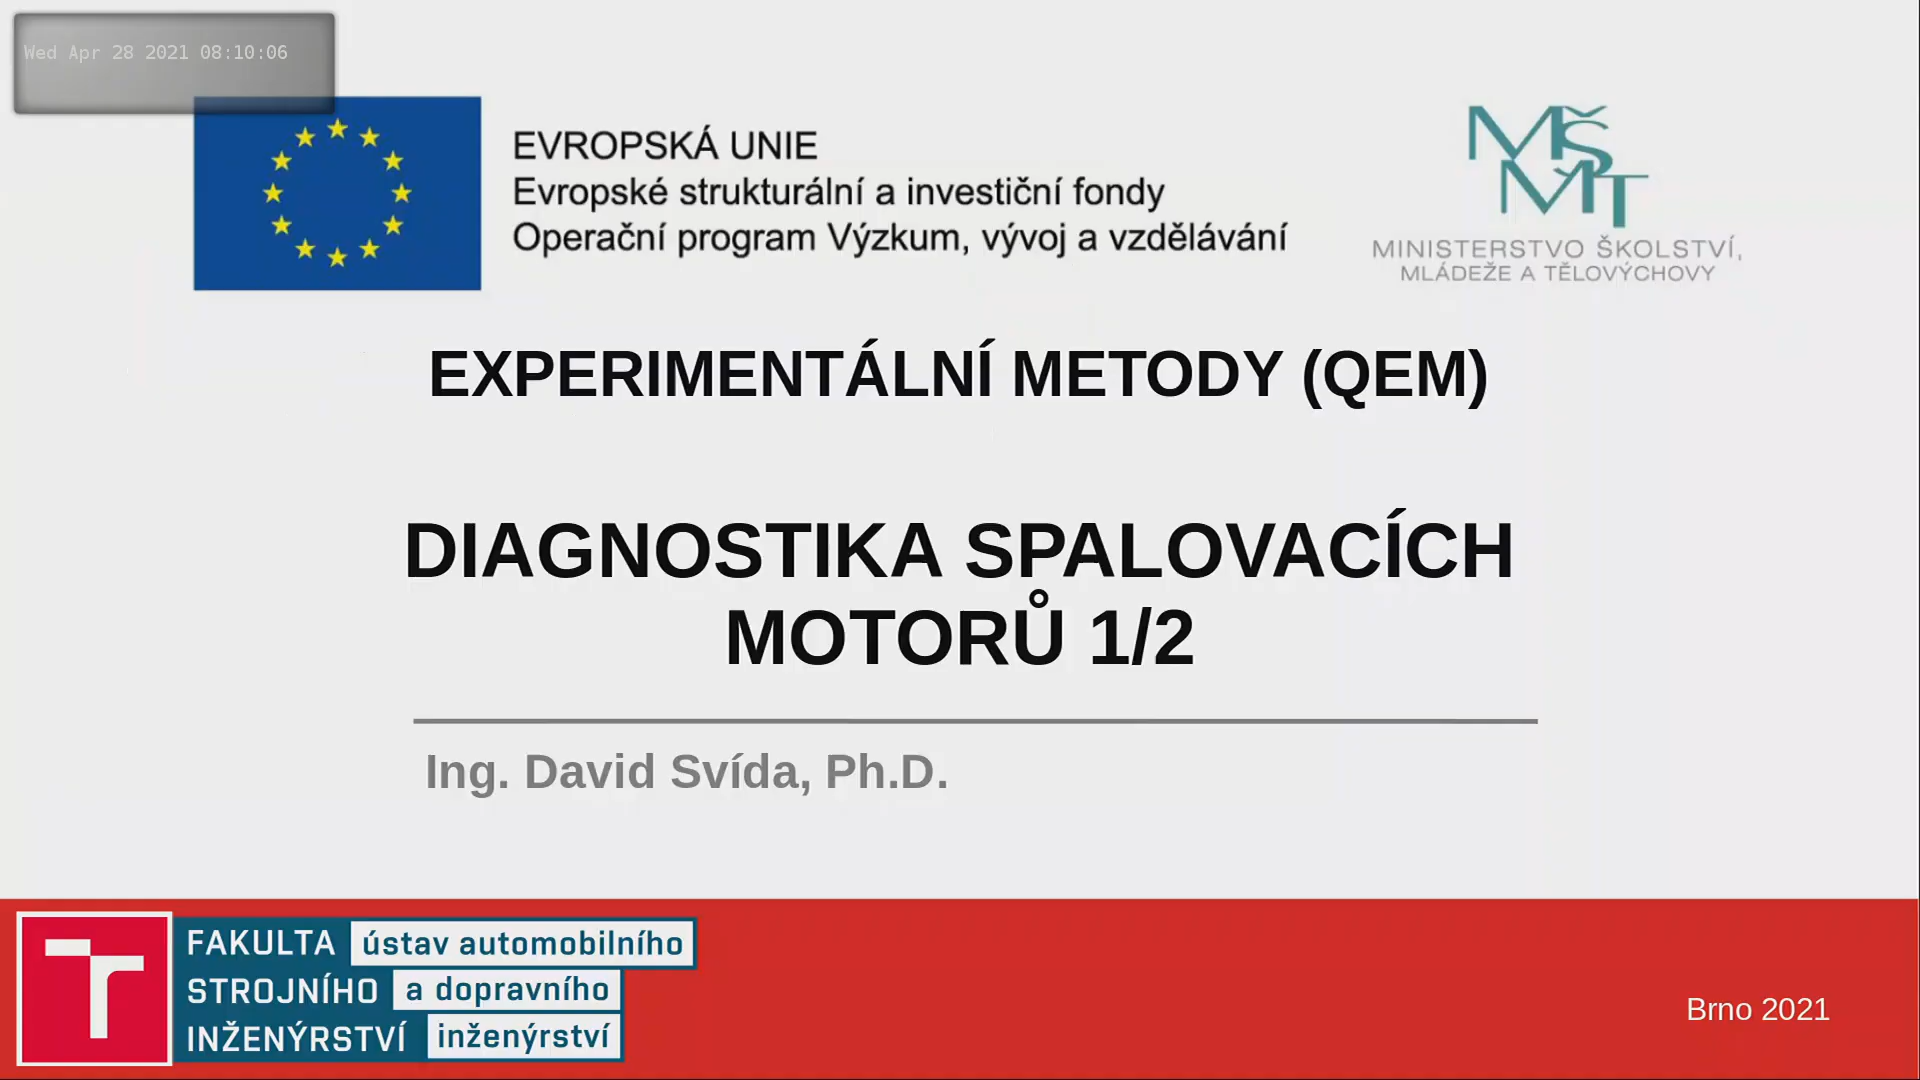 Wed Apr 28 2021 08:10:06
EVROPSKÁ UNIE
Evropské strukturální a investiční fondy
Operační program Výzkum, vývoj a vzdělávání
MŠ
MT
MINISTERSTVO ŠKOLSTVÍ,
MLÁDEŽE A TĚLOVÝCHOVY
EXPERIMENTÁLNÍ METODY (QEM)
DIAGNOSTIKA SPALOVACÍCH
MOTORŮ 1/2
Ing. David Svída, Ph.D.
FAKULTA ústav automobilního
STROJNÍHO a dopravního
INŽENÝRSTVÍ inženýrství
Brno 2021